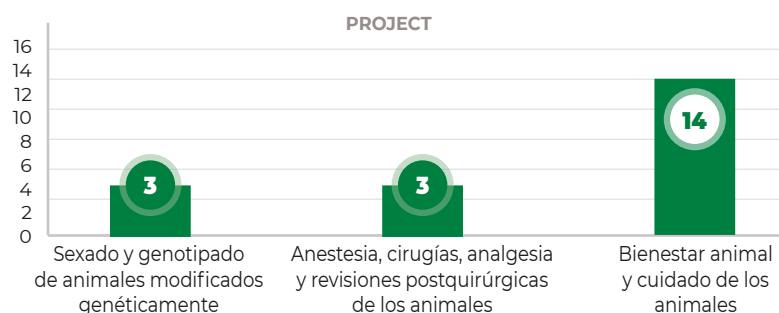 PROJECT
16
14
12
10
8
6
4
2
0
3
3
14
Sexado y genotipado
de animales modificados
genéticamente
Anestesia, cirugías, analgesia
y revisiones postquirúrgicas
de los animales
Bienestar animal
y cuidado de los
animales